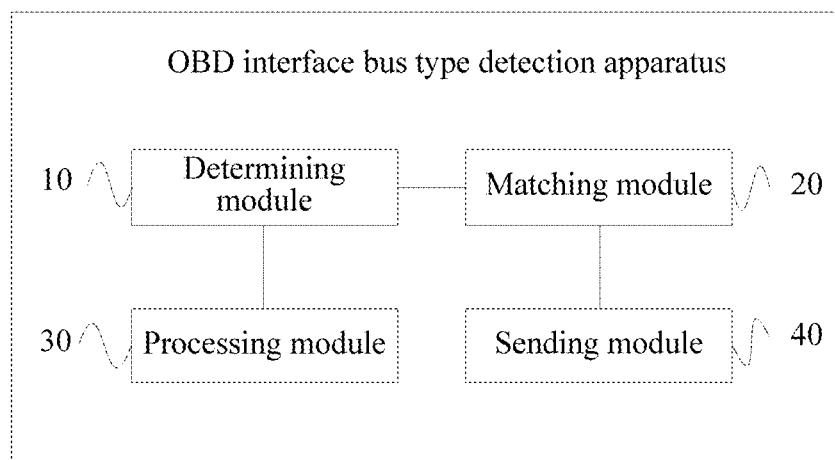 OBD interface bus type detection apparatus
10
Determining
module
Matching module
20
30
Processing module
Sending module
40